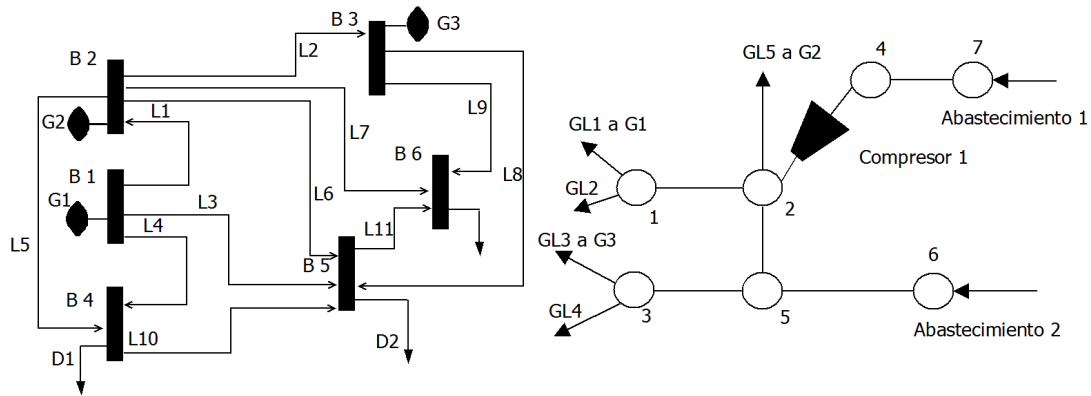 B 3
G3
L2
B 2
L1
L9
G2
L7
B 6
L8
B 1
G1
L3
L6
L4
L11
L5
B 5
B 4
L10
D1
D2
GL5 a G2
4
7
Abastecimiento 1
GL1 a G1
Compresor 1
GL2
1
2
GL3 a G3
6
GL4
3
5
Abastecimiento 2